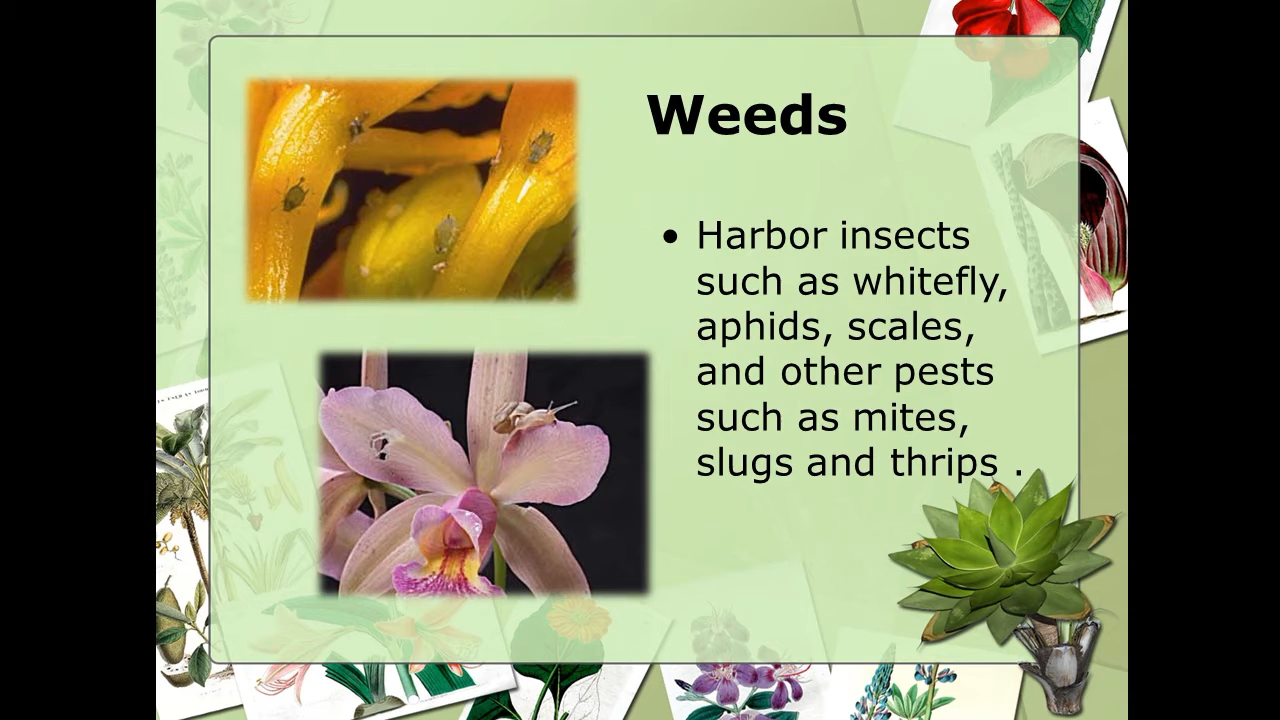 Weeds
• Harbor insects
such as whitefly,
aphids, scales,
and other pests
such as mites,
slugs and thrips .